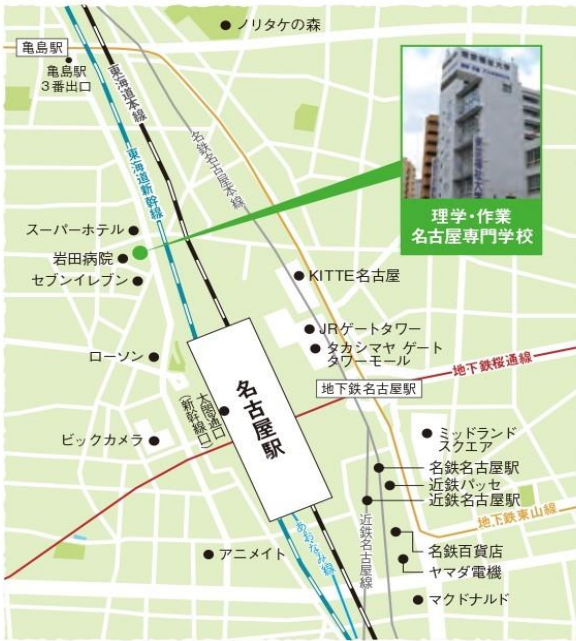 ノリタケの森
亀島駅
亀島駅
3番出口
東海道本線
東海道新幹線
名鉄名古屋本線
理学・作業
名古屋専門学校
スーパーホテル
岩田病院
セブンイレブン
KITTE名古屋
JRゲートタワー
タカシマヤ ゲート
タワーモール
ローソン
地下鉄桜通線
地下鉄名古屋駅
名古屋駅
太閤通口
(新幹線口)
ビックカメラ
ミッドランド
スクエア
名鉄名古屋駅
近鉄パッセ
近鉄名古屋駅
地下鉄東山線
近鉄名古屋線
あおなみ線
名鉄百貨店
アニメイト
ヤマダ電機
マクドナルド